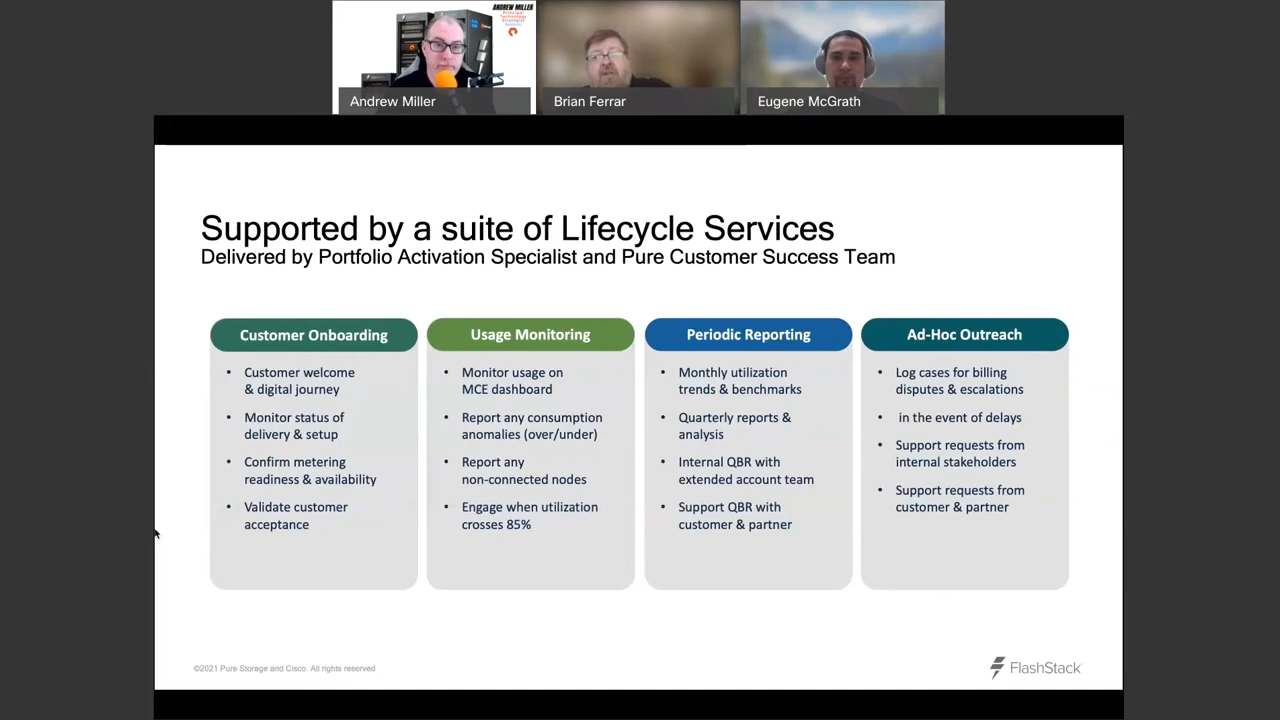 ANDREW MILLER
Principal
Technology
Strategist
Andrew Miller
Brian Ferrar
Eugene McGrath
Supported by a suite of Lifecycle Services
Delivered by Portfolio Activation Specialist and Pure Customer Success Team
Customer Onboarding
• Customer welcome
& digital journey
• Monitor status of
delivery & setup
• Confirm metering
readiness & availability
• Validate customer
acceptance
Usage Monitoring
• Monitor usage on
MCE dashboard
• Report any consumption
anomalies (over/under)
• Report any
non-connected nodes
• Engage when utilization
crosses 85%
Periodic Reporting
• Monthly utilization
trends & benchmarks
• Quarterly reports &
analysis
• Internal QBR with
extended account team
• Support QBR with
customer & partner
Ad-Hoc Outreach
• Log cases for billing
disputes & escalations
• in the event of delays
• Support requests from
internal stakeholders
• Support requests from
customer & partner
©2021 Pure Storage and Cisco. All rights reserved
FlashStack